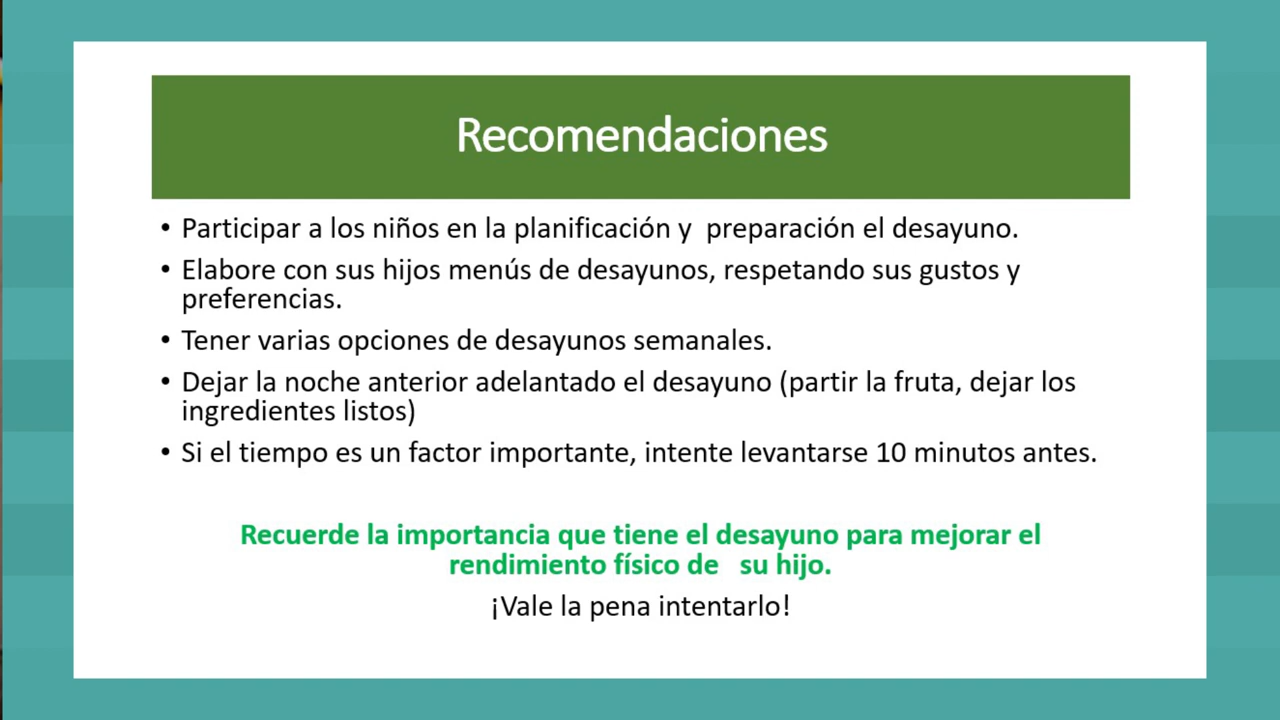 Recomendaciones
• Participar a los niños en la planificación y  preparación el desayuno.
• Elabore con sus hijos menús de desayunos, respetando sus gustos y
preferencias.
• Tener varias opciones de desayunos semanales.
• Dejar la noche anterior adelantado el desayuno (partir la fruta, dejar los
ingredientes listos)
• Si el tiempo es un factor importante, intente levantarse 10 minutos antes.
Recuerde la importancia que tiene el desayuno para mejorar el
rendimiento físico de   su hijo.
¡Vale la pena intentarlo!